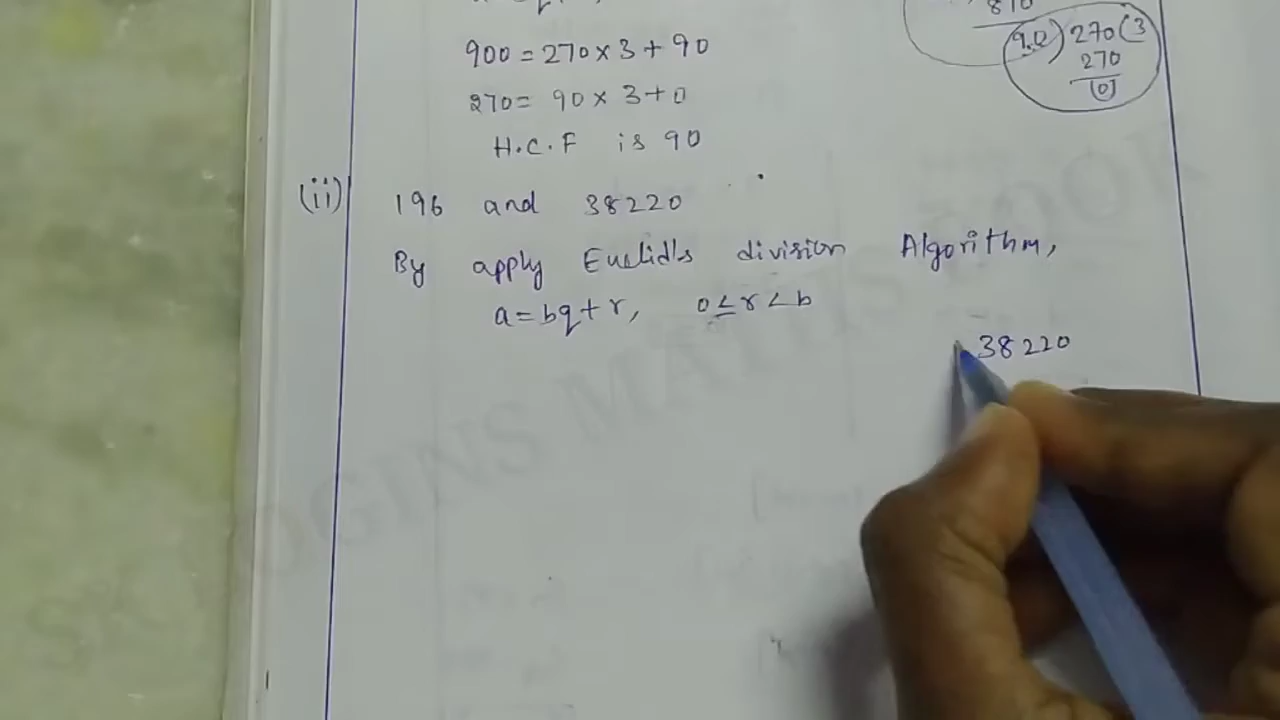 810
900 = 270 × 3 + 90
90) 270 (3
270
0
270 = 90 × 3 + 0
H.C.F is 90
(ii) 196 and 38220
By apply Euclid's division Algorithm,
a = bq + r, 0 ≤ r < b
38220